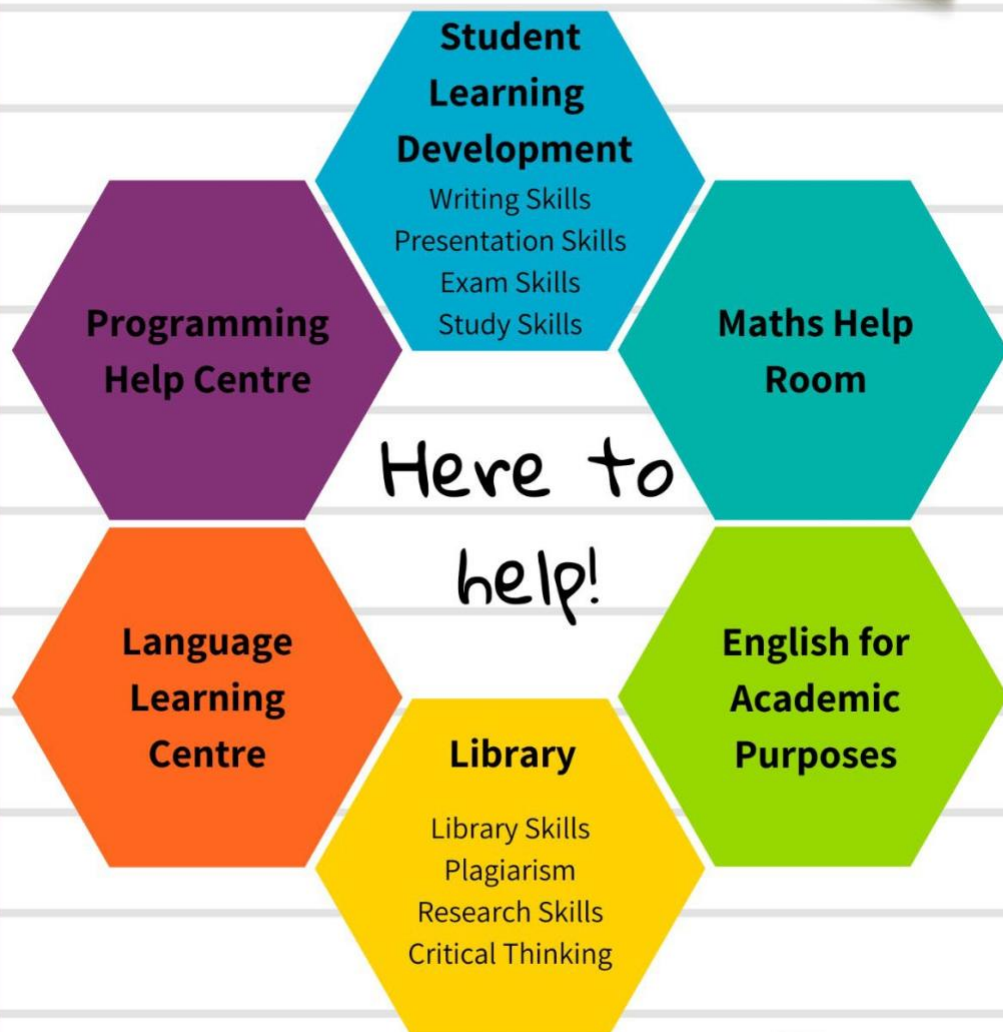 Student
Learning
Development
Writing Skills
Presentation Skills
Exam Skills
Study Skills
Programming
Help Centre
Maths Help
Room
Here to
help!
Language
Learning
Centre
English for
Academic
Purposes
Library
Library Skills
Plagiarism
Research Skills
Critical Thinking